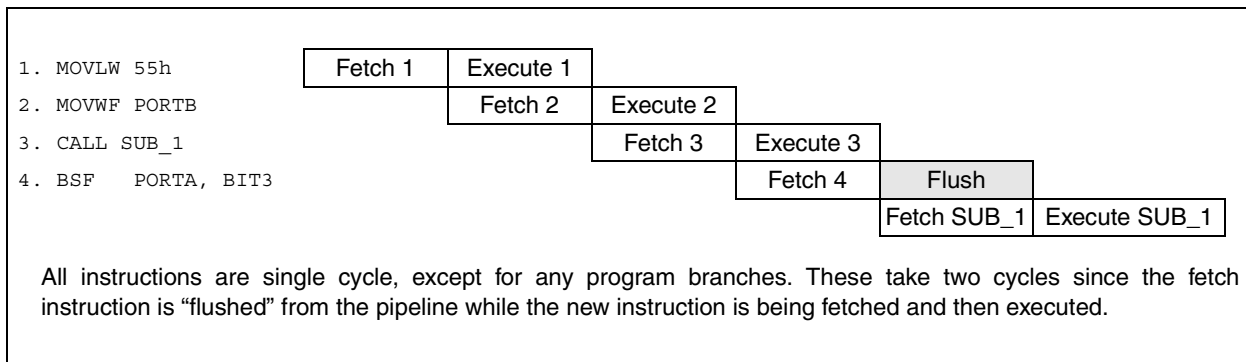 1. MOVLW 55h Fetch 1 Execute 1
2. MOVWF PORTB Fetch 2 Execute 2
3. CALL SUB_1 Fetch 3 Execute 3
4. BSF PORTA, BIT3 Fetch 4 Flush
Fetch SUB_1 Execute SUB_1
All instructions are single cycle, except for any program branches. These take two cycles since the fetch
instruction is “flushed” from the pipeline while the new instruction is being fetched and then executed.